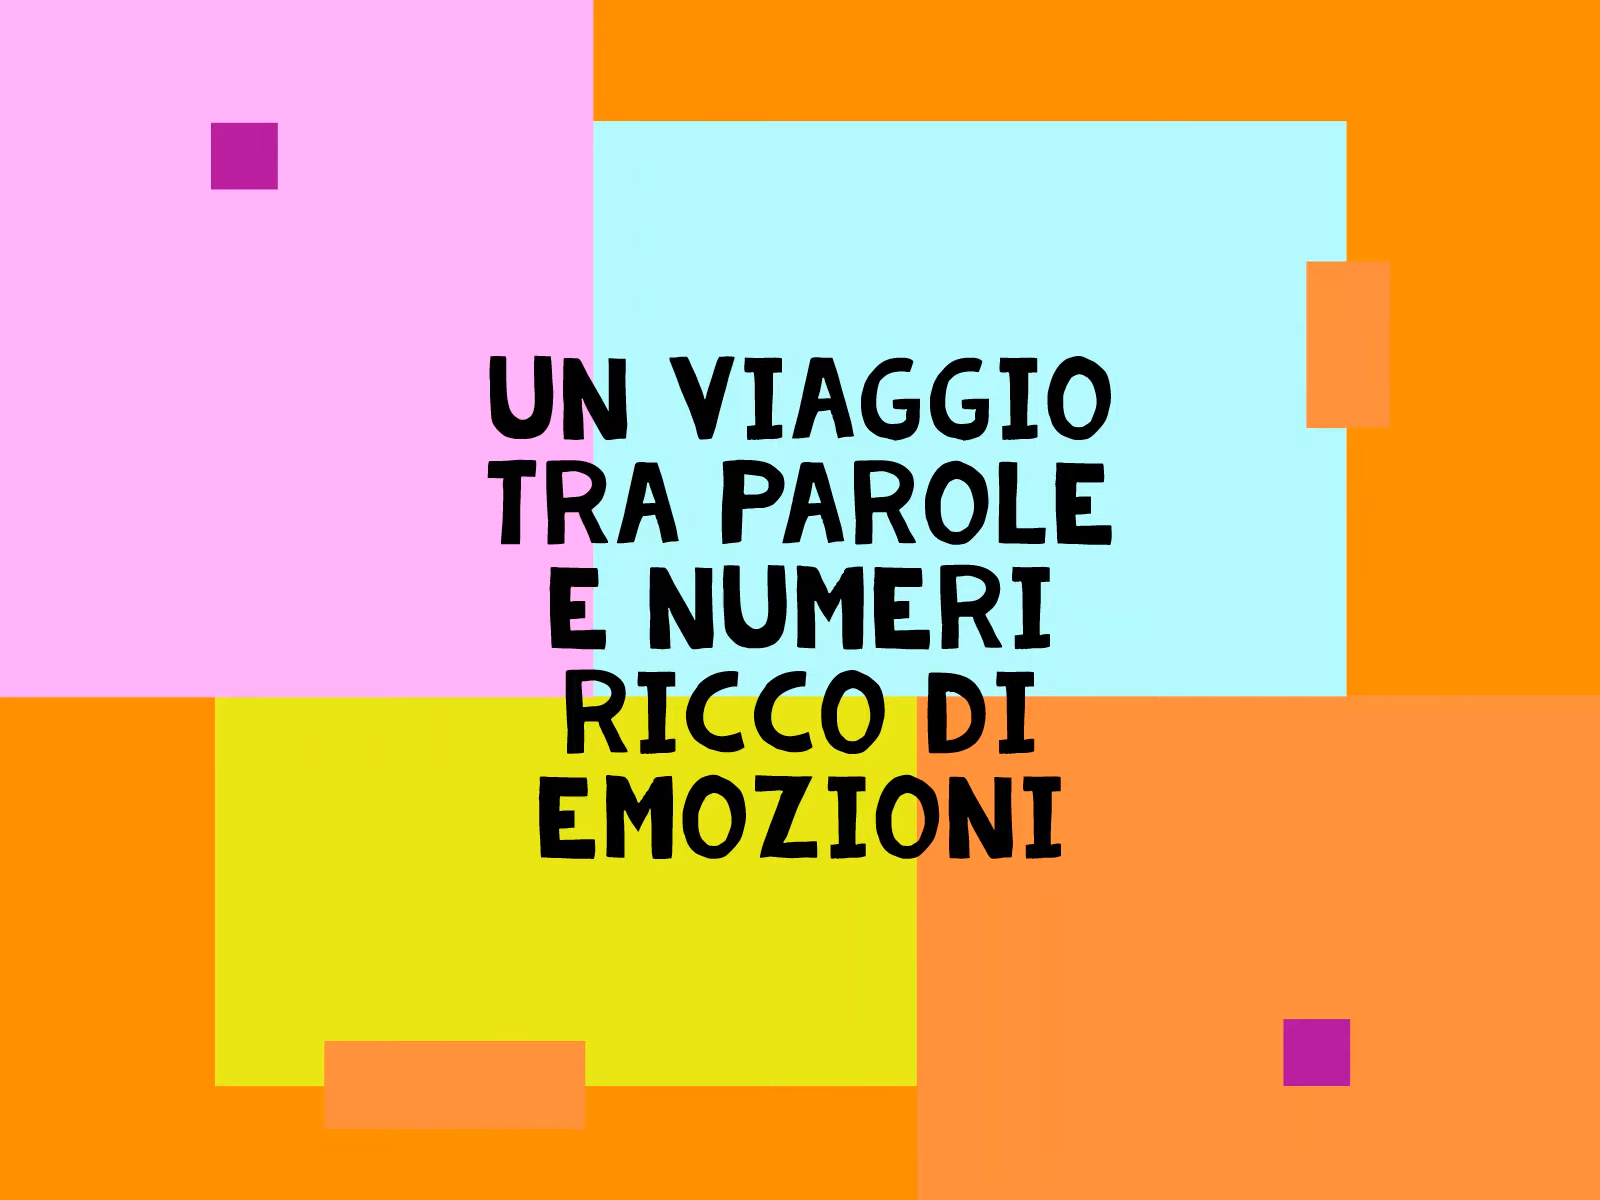 UN VIAGGIO
TRA PAROLE
E NUMERI
RICCO DI
EMOZIONI